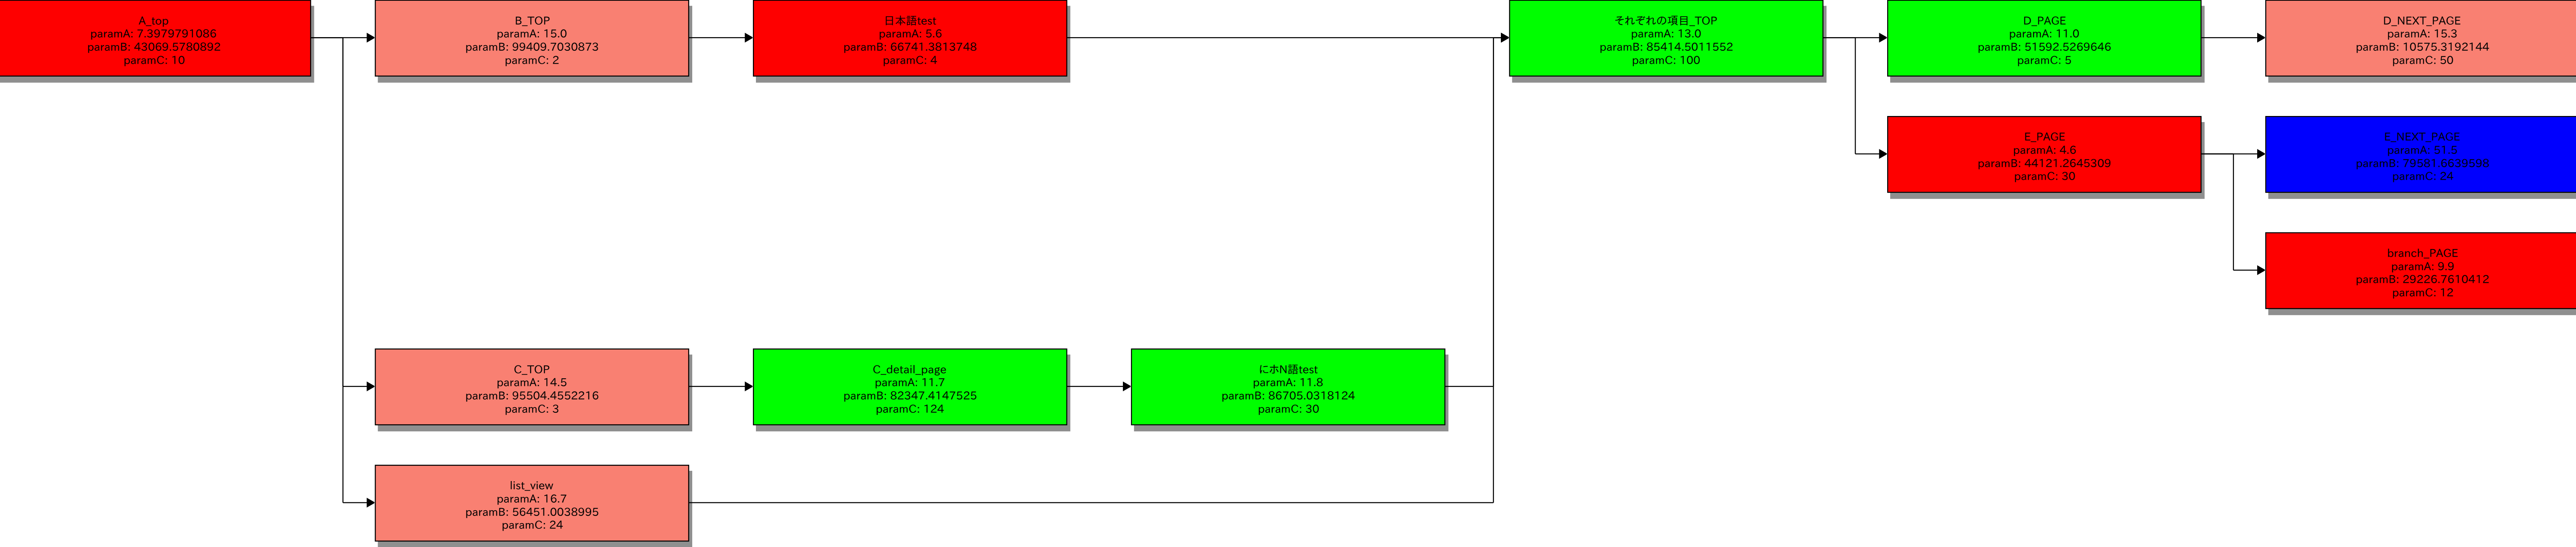 A_top
paramA: 7.3979791086
paramB: 43069.5780892
paramC: 10
B_TOP
paramA: 15.0
paramB: 99409.7030873
paramC: 2
日本語test
paramA: 5.6
paramB: 66741.3813748
paramC: 4
それぞれの項目_TOP
paramA: 13.0
paramB: 85414.5011552
paramC: 100
D_PAGE
paramA: 11.0
paramB: 51592.5269646
paramC: 5
D_NEXT_PAGE
paramA: 15.3
paramB: 10575.3192144
paramC: 50
E_PAGE
paramA: 4.6
paramB: 44121.2645309
paramC: 30
E_NEXT_PAGE
paramA: 51.5
paramB: 79581.6639598
paramC: 24
branch_PAGE
paramA: 9.9
paramB: 29226.7610412
paramC: 12
C_TOP
paramA: 14.5
paramB: 95504.4552216
paramC: 3
C_detail_page
paramA: 11.7
paramB: 82347.4147525
paramC: 124
にホN語test
paramA: 11.8
paramB: 86705.0318124
paramC: 30
list_view
paramA: 16.7
paramB: 56451.0038995
paramC: 24